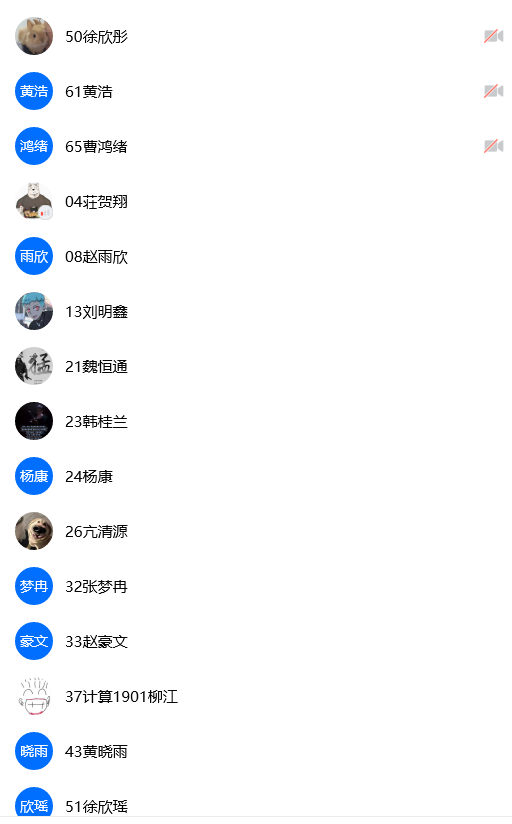 50徐欣彤
黄浩
61黄浩
鸿绪
65曹鸿绪
04荘贺翔
雨欣
08赵雨欣
13刘明鑫
猛
21魏恒通
23韩桂兰
杨康
24杨康
26亢清源
梦冉
32张梦冉
豪文
33赵豪文
37计算1901柳江
晓雨
43黄晓雨
欣瑶
51徐欣瑶